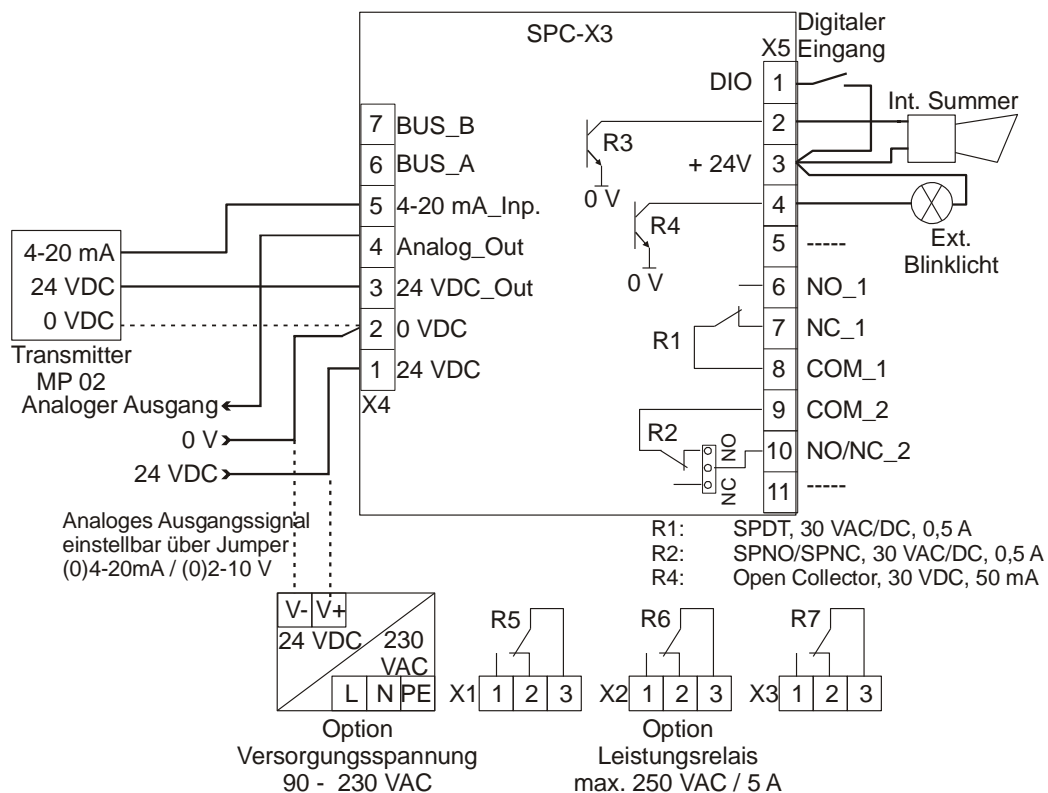 SPC-X3
Digitaler
Eingang
X5
DIO 1
Int. Summer
2
R3
+ 24V 3
0 V
4
R4
Ext.
Blinklicht
0 V
5 -----
6 NO_1
7 NC_1
R1
8 COM_1
9 COM_2
R2
NO
10 NO/NC_2
NC
11 -----
7 BUS_B
6 BUS_A
5 4-20 mA_Inp.
4 Analog_Out
3 24 VDC_Out
2 0 VDC
1 24 VDC
X4
4-20 mA
24 VDC
0 VDC
Transmitter
MP 02
Analoger Ausgang
0 V
24 VDC
Analoges Ausgangssignal
einstellbar über Jumper
(0)4-20mA / (0)2-10 V
R1: SPDT, 30 VAC/DC, 0,5 A
R2: SPNO/SPNC, 30 VAC/DC, 0,5 A
R4: Open Collector, 30 VDC, 50 mA
V- V+
24 VDC
230
VAC
L N PE
Option
Versorgungsspannung
90 - 230 VAC
R5
X1 1 2 3
R6
X2 1 2 3
R7
X3 1 2 3
Option
Leistungsrelais
max. 250 VAC / 5 A